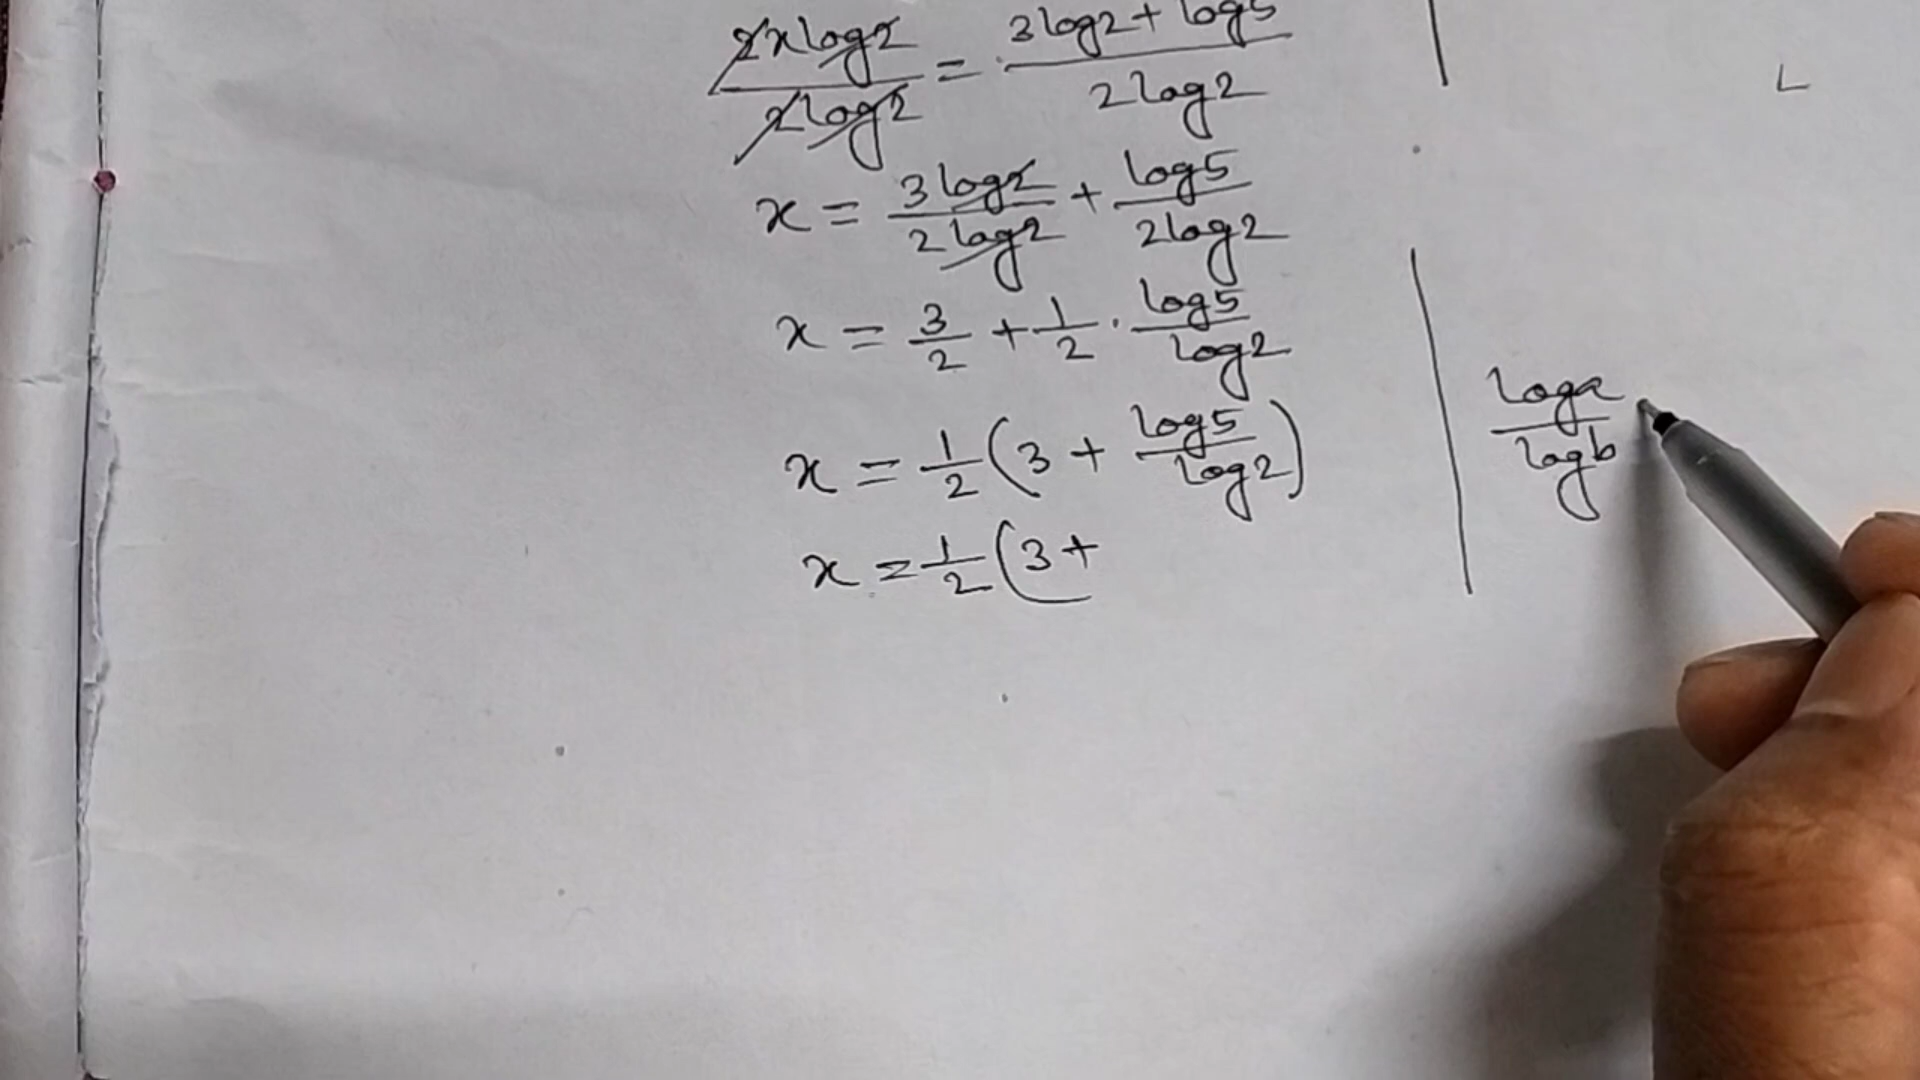 2xlog2/2log2 = 3log2 + log5/2log2
x = 3log2/2log2 + log5/2log2
x = 3/2 + 1/2 · log5/log2
x = 1/2 (3 + log5/log2)
x = 1/2 (3 +
loga/logb